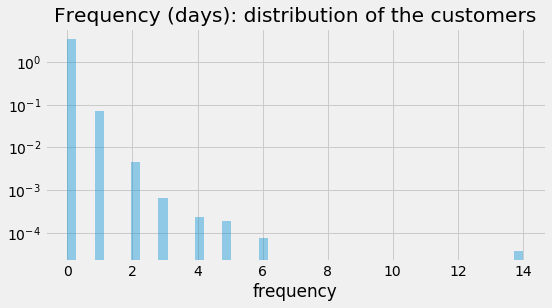 Frequency (days): distribution of the customers
10⁰
10⁻¹
10⁻²
10⁻³
10⁻⁴
0 2 4 6 8 10 12 14
frequency